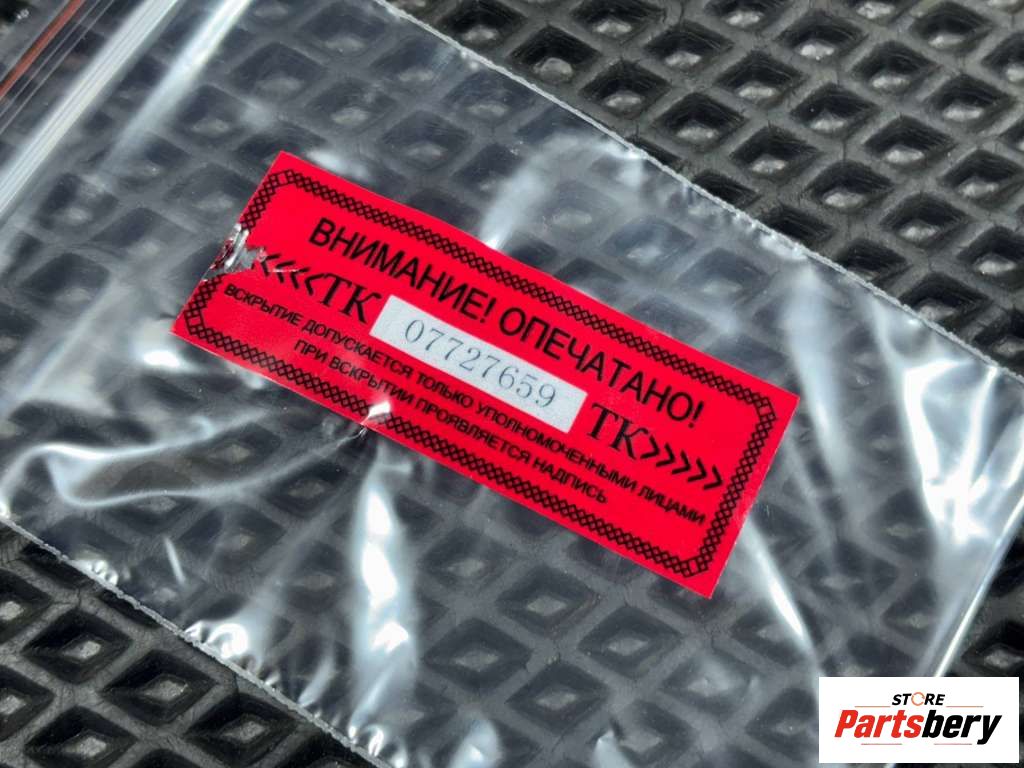 ВНИМАНИЕ! ОПЕЧАТАНО!
<<<<ТК 07727659 ТК>>>>>
ВСКРЫТИЕ ДОПУСКАЕТСЯ ТОЛЬКО УПОЛНОМОЧЕННЫМИ ЛИЦАМИ
ПРИ ВСКРЫТИИ ПРОЯВЛЯЕТСЯ НАДПИСЬ
STORE
Partsbery